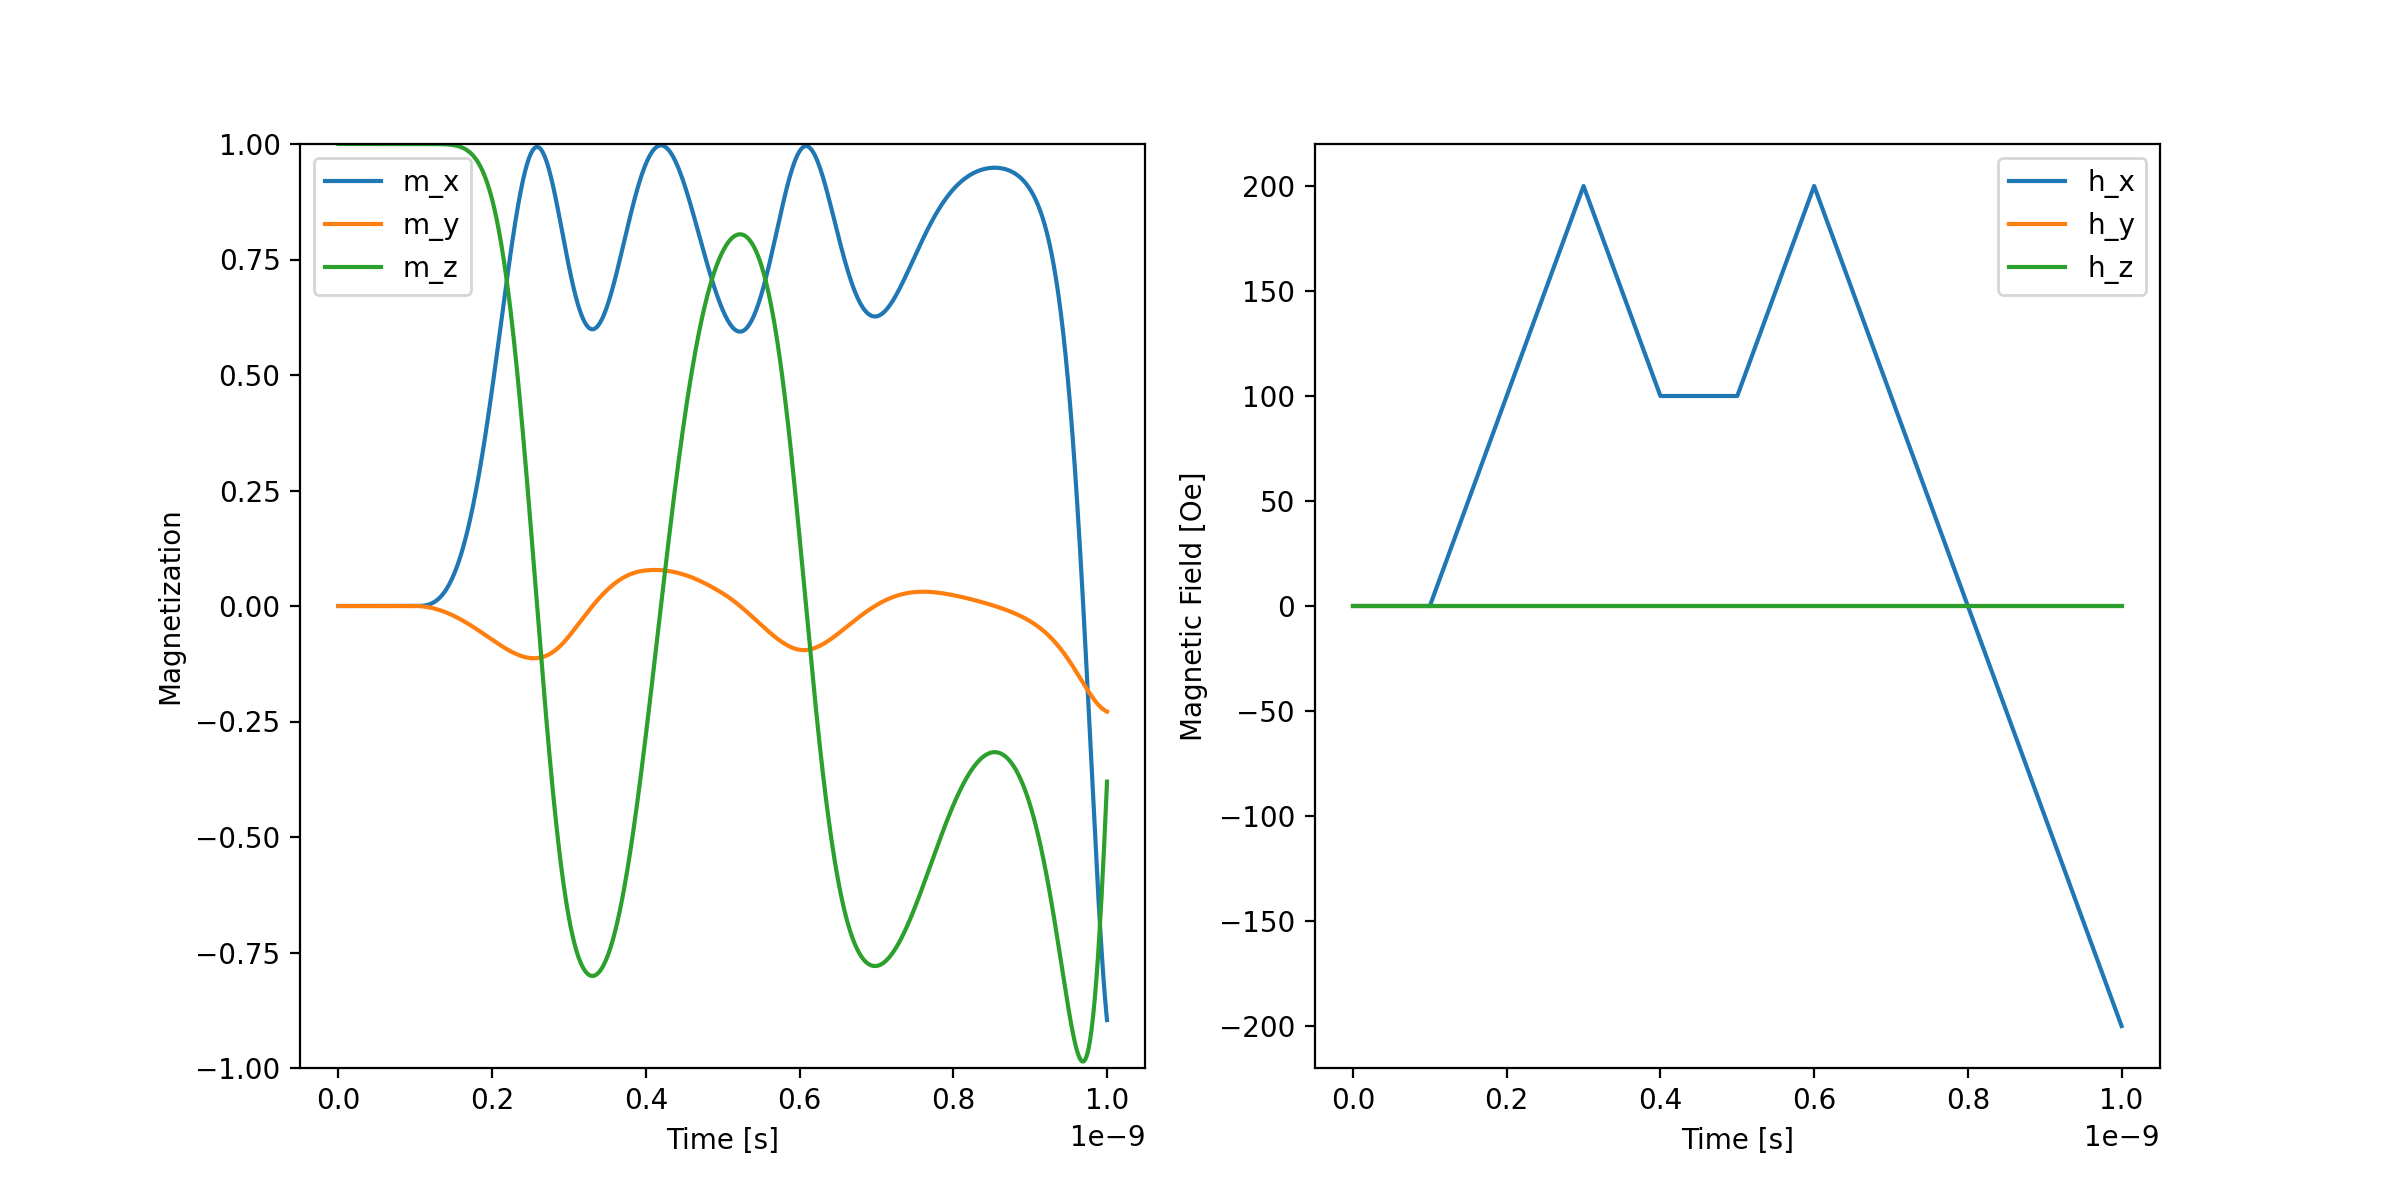 1.00
0.75
0.50
0.25
0.00
−0.25
−0.50
−0.75
−1.00
Magnetization
m_x
m_y
m_z
0.0 0.2 0.4 0.6 0.8 1.0
1e−9
Time [s]
200
150
100
50
0
−50
−100
−150
−200
Magnetic Field [Oe]
h_x
h_y
h_z
0.0 0.2 0.4 0.6 0.8 1.0
1e−9
Time [s]